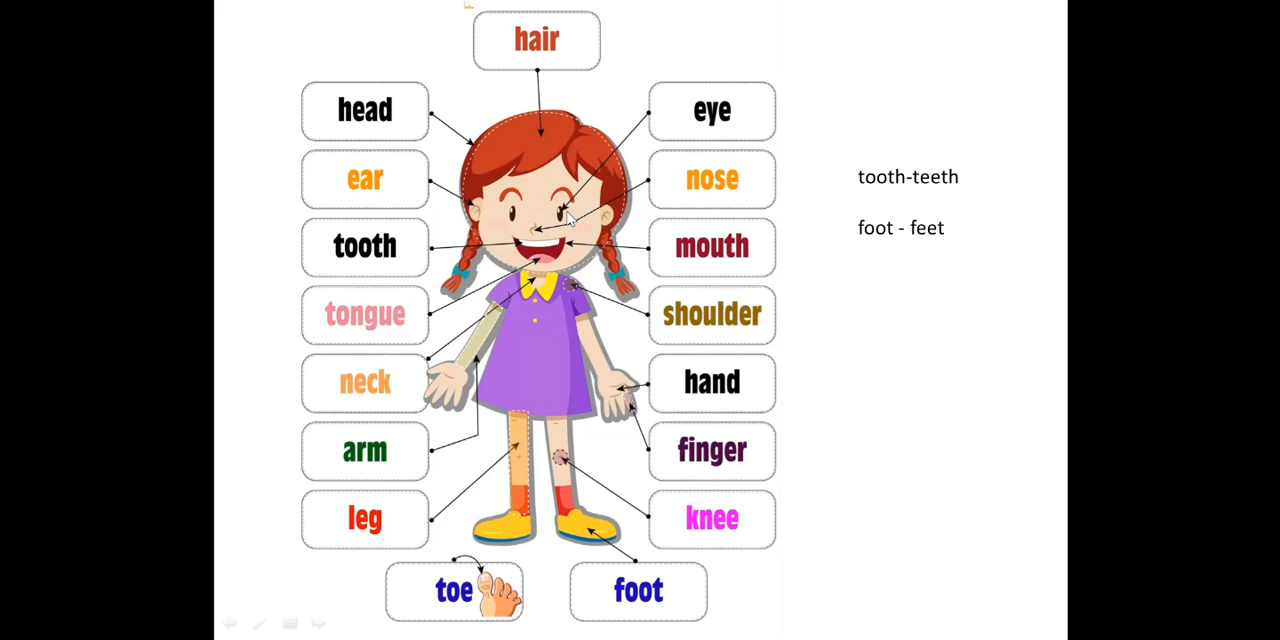 hair
head
eye
ear
nose
tooth-teeth
foot - feet
tooth
mouth
tongue
shoulder
neck
hand
arm
finger
leg
knee
toe
foot